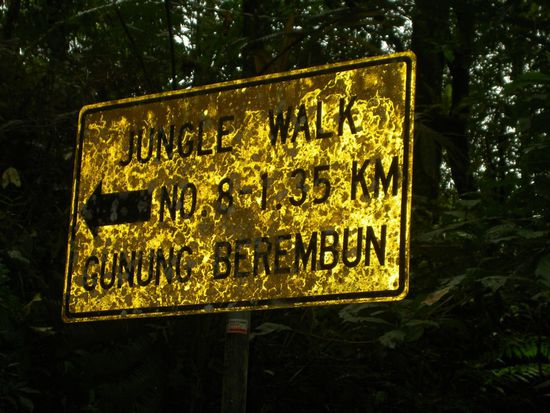 JUNGLE WALK
NO. 8-1.35 KM
GUNUNG BEREMBUN